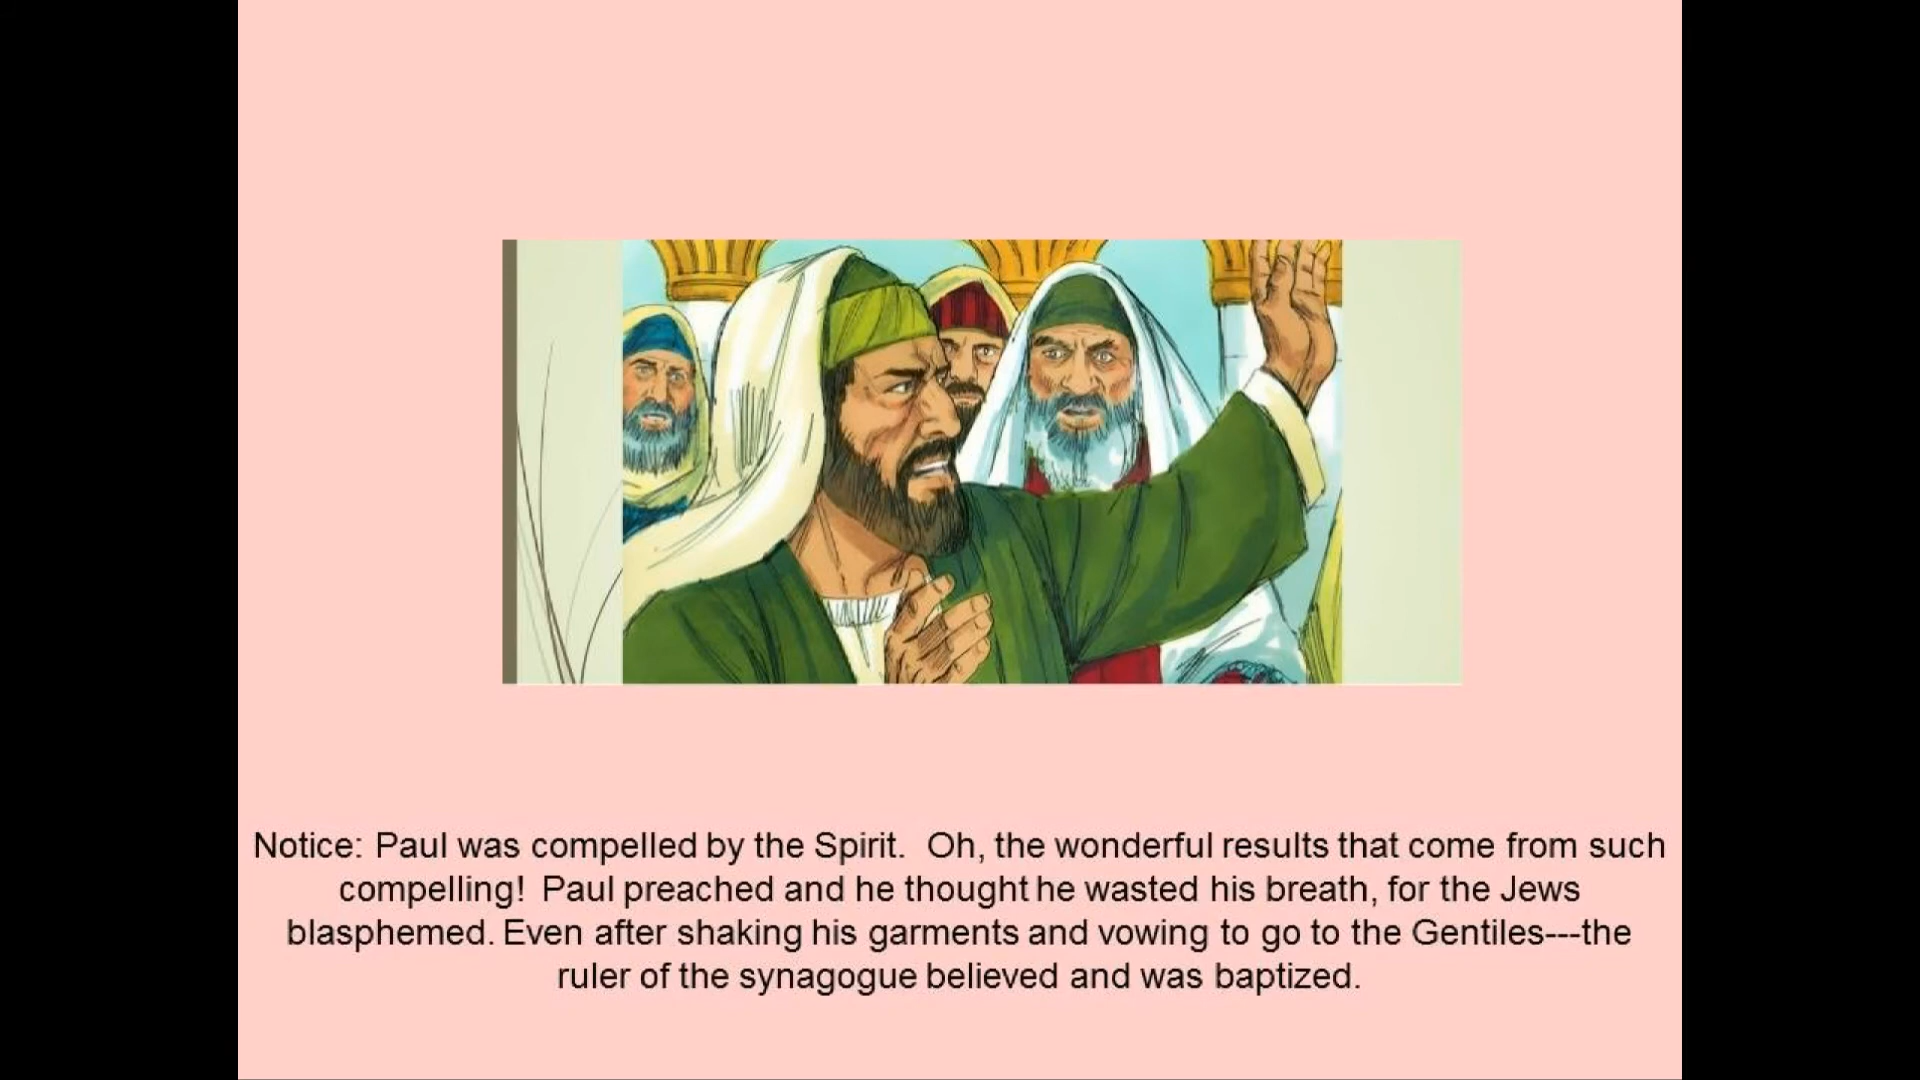 Notice: Paul was compelled by the Spirit.  Oh, the wonderful results that come from such
compelling!  Paul preached and he thought he wasted his breath, for the Jews
blasphemed. Even after shaking his garments and vowing to go to the Gentiles---the
ruler of the synagogue believed and was baptized.